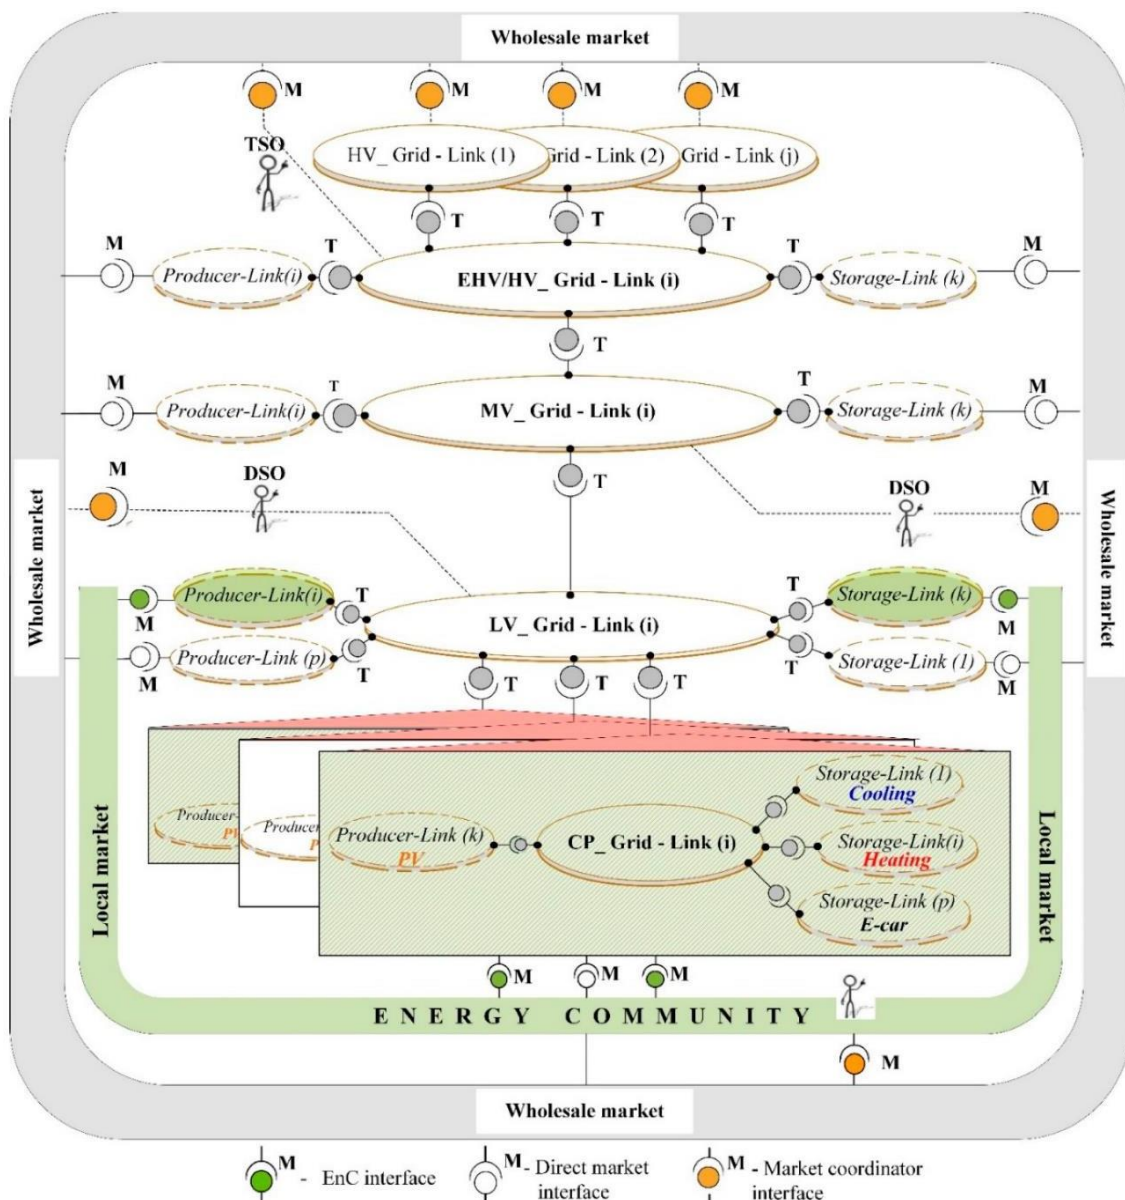 Wholesale market
M
M
M
M
TSO
HV_ Grid - Link (1)
Grid - Link (2)
Grid - Link (j)
T
T
T
M
T
T
M
Producer-Link(i)
EHV/HV_ Grid - Link (i)
Storage-Link (k)
T
M
T
T
M
Producer-Link(i)
MV_ Grid - Link (i)
Storage-Link (k)
M
DSO
T
DSO
M
Wholesale market
Wholesale market
Producer-Link(i)
T
T
Storage-Link (k)
M
LV_ Grid - Link (i)
M
Producer-Link (p)
T
T
Storage-Link (1)
M
T
T
T
M
Storage-Link (1)
Cooling
Producer-
PV
Producer
P
Producer-Link (k)
PV
CP_ Grid - Link (i)
Storage-Link(i)
Heating
Storage-Link (p)
E-car
Local market
Local market
M
M
M
ENERGY COMMUNITY
M
Wholesale market
M - EnC interface
M - Direct market
interface
M - Market coordinator
interface